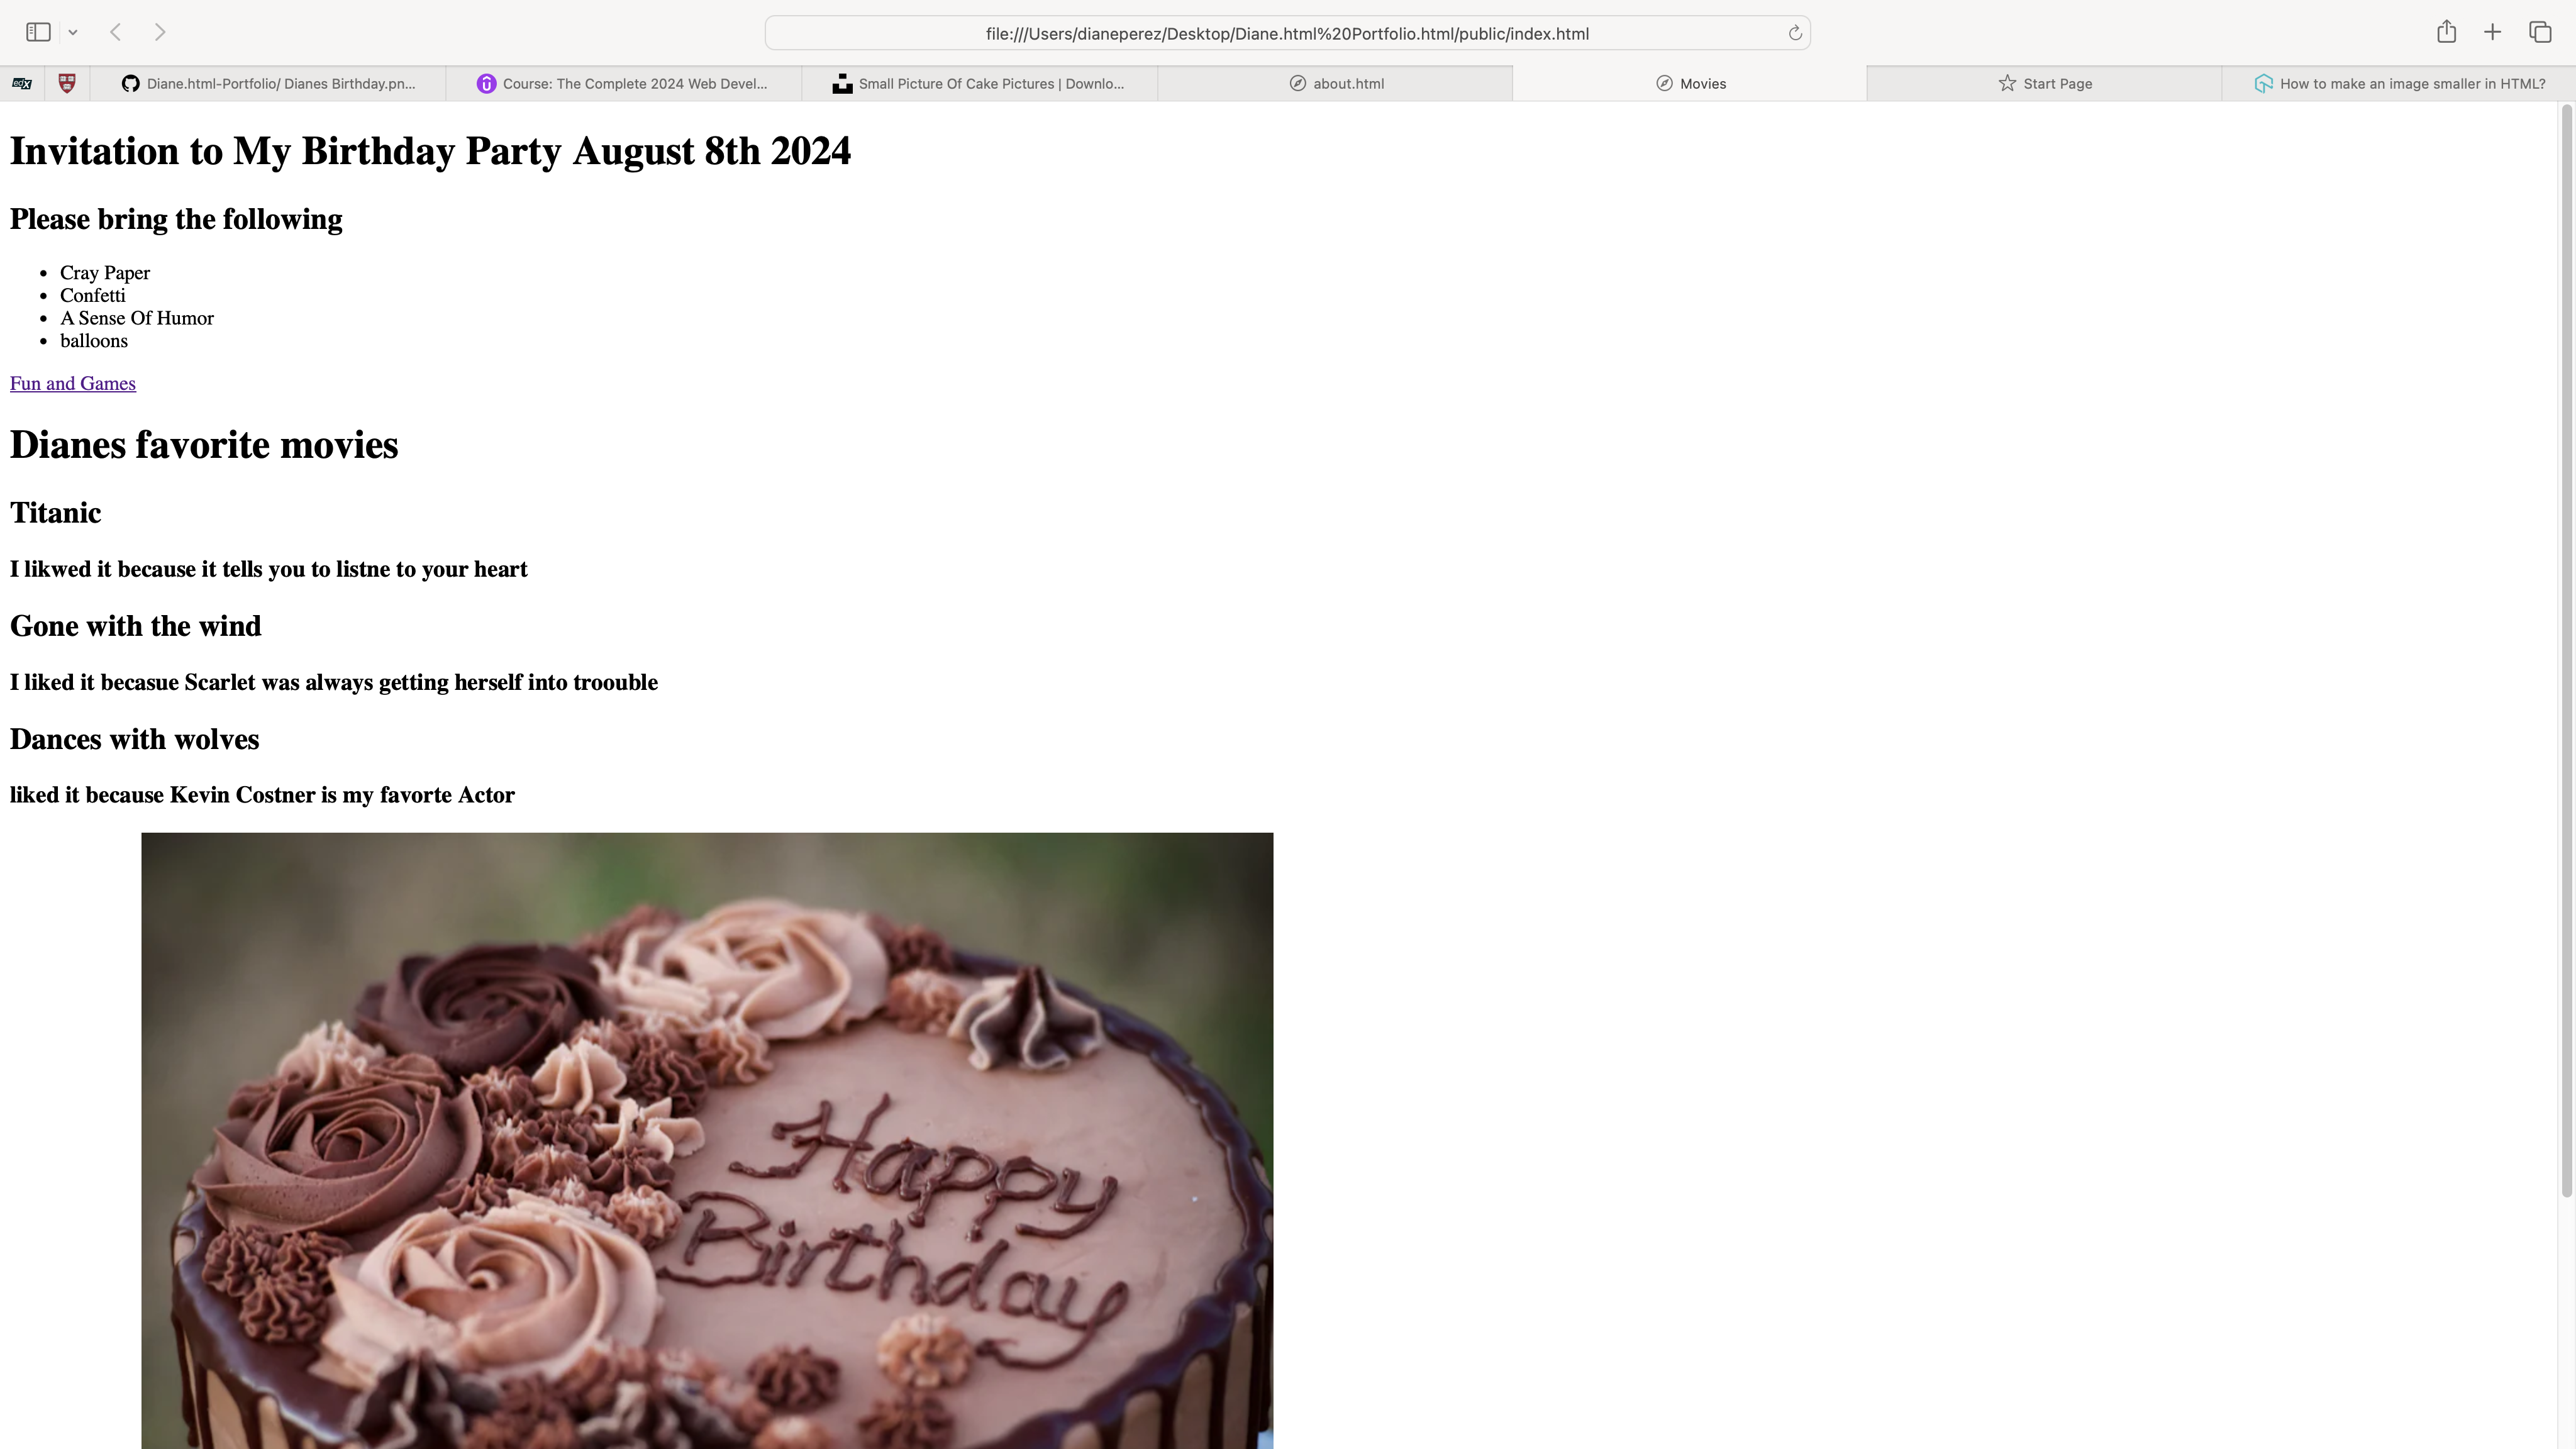 file:///Users/dianeperez/Desktop/Diane.html%20Portfolio.html/public/index.html
edX
Diane.html-Portfolio/ Dianes Birthday.pn...
Course: The Complete 2024 Web Devel...
Small Picture Of Cake Pictures | Downlo...
about.html
Movies
Start Page
How to make an image smaller in HTML?
Invitation to My Birthday Party August 8th 2024
Please bring the following
Cray Paper
Confetti
A Sense Of Humor
balloons
Fun and Games
Dianes favorite movies
Titanic
I likwed it because it tells you to listne to your heart
Gone with the wind
I liked it becasue Scarlet was always getting herself into troouble
Dances with wolves
liked it because Kevin Costner is my favorte Actor
Happy
Birthday